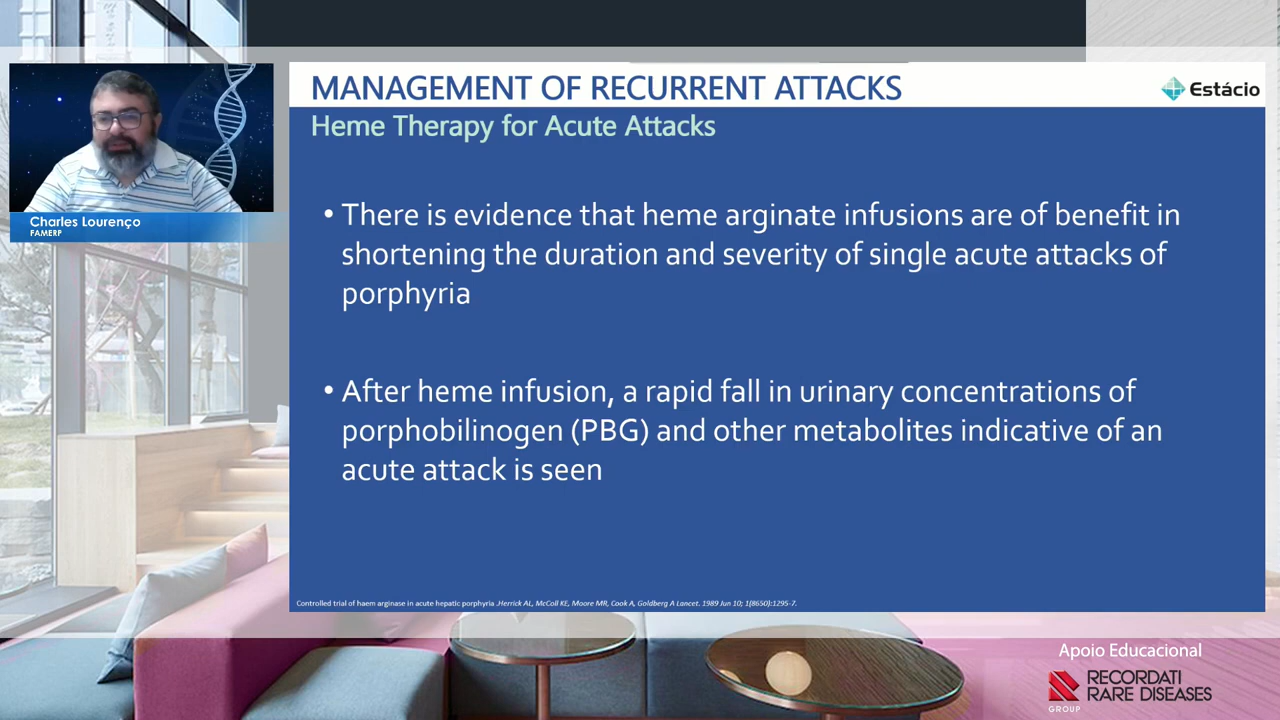 MANAGEMENT OF RECURRENT ATTACKS
Estácio
Heme Therapy for Acute Attacks
Charles Lourenço
FAMERP
• There is evidence that heme arginate infusions are of benefit in
shortening the duration and severity of single acute attacks of
porphyria
• After heme infusion, a rapid fall in urinary concentrations of
porphobilinogen (PBG) and other metabolites indicative of an
acute attack is seen
Controlled trial of haem arginase in acute hepatic porphyria .Herrick AL, McColl KE, Moore MR, Cook A, Goldberg A Lancet. 1989 Jun 10; 1(8650):1295-7.
Apoio Educacional
RECORDATI
RARE DISEASES
GROUP